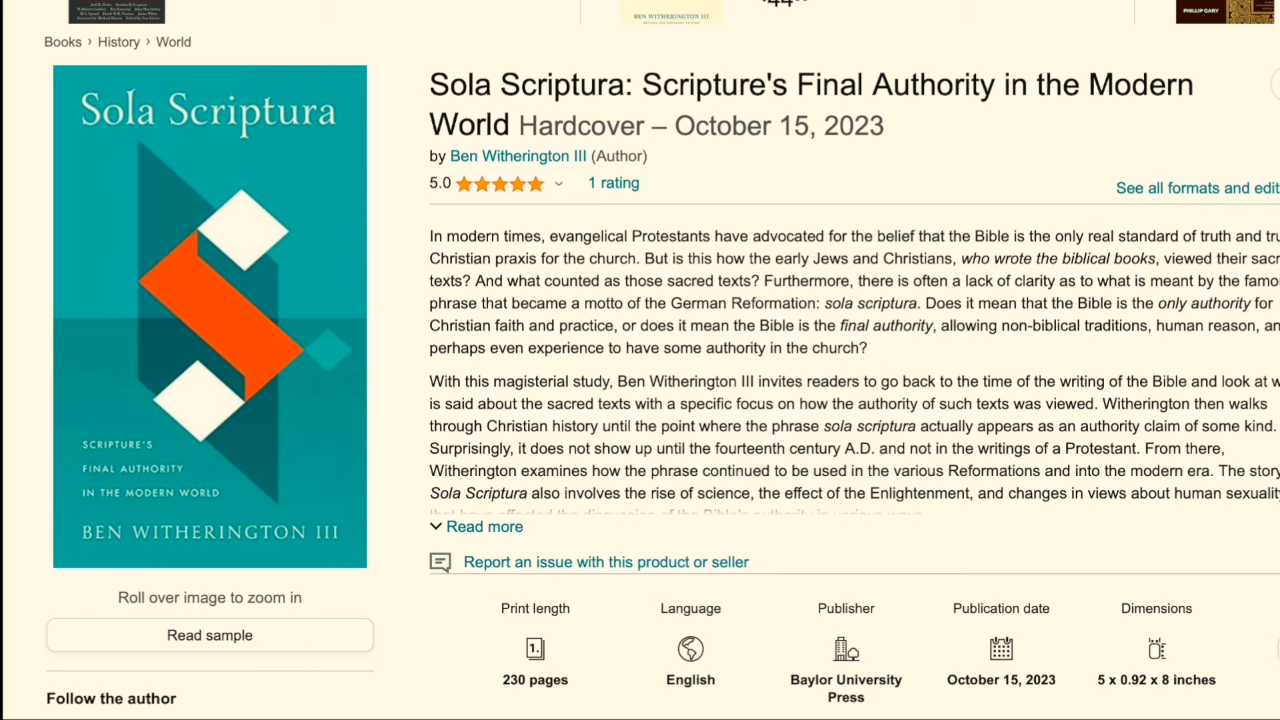 BEN WITHERINGTON III
PHILLIP CARY
Books › History › World
Sola Scriptura
SCRIPTURE'S
FINAL AUTHORITY
IN THE MODERN WORLD
BEN WITHERINGTON III
Roll over image to zoom in
Read sample
Follow the author
Sola Scriptura: Scripture's Final Authority in the Modern
World Hardcover – October 15, 2023
by Ben Witherington III (Author)
5.0 1 rating
See all formats and edit
In modern times, evangelical Protestants have advocated for the belief that the Bible is the only real standard of truth and tru
Christian praxis for the church. But is this how the early Jews and Christians, who wrote the biblical books, viewed their sacr
texts? And what counted as those sacred texts? Furthermore, there is often a lack of clarity as to what is meant by the famo
phrase that became a motto of the German Reformation: sola scriptura. Does it mean that the Bible is the only authority for
Christian faith and practice, or does it mean the Bible is the final authority, allowing non-biblical traditions, human reason, an
perhaps even experience to have some authority in the church?
With this magisterial study, Ben Witherington III invites readers to go back to the time of the writing of the Bible and look at w
is said about the sacred texts with a specific focus on how the authority of such texts was viewed. Witherington then walks
through Christian history until the point where the phrase sola scriptura actually appears as an authority claim of some kind.
Surprisingly, it does not show up until the fourteenth century A.D. and not in the writings of a Protestant. From there,
Witherington examines how the phrase continued to be used in the various Reformations and into the modern era. The story
Sola Scriptura also involves the rise of science, the effect of the Enlightenment, and changes in views about human sexuality
Read more
Report an issue with this product or seller
Print length
1.
230 pages
Language
English
Publisher
Baylor University
Press
Publication date
October 15, 2023
Dimensions
5 x 0.92 x 8 inches